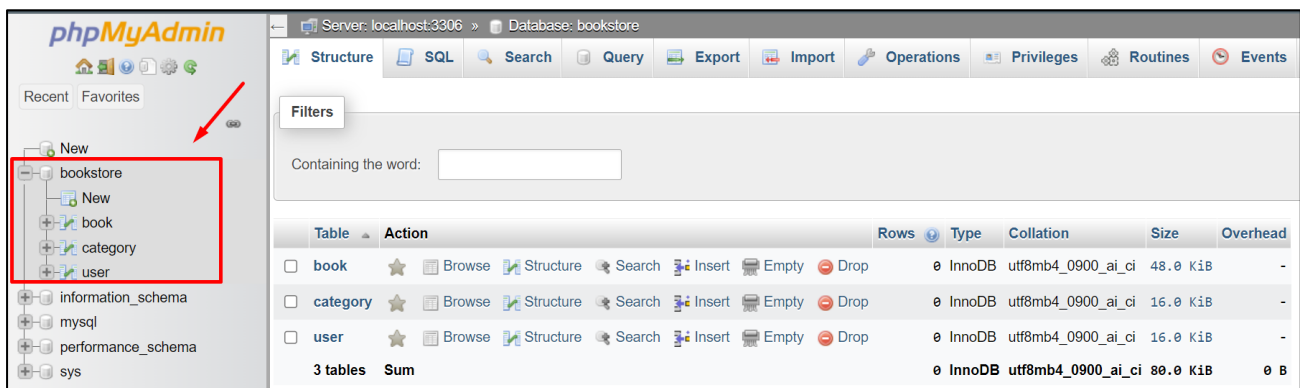 phpMyAdmin
Recent Favorites
New
bookstore
New
book
category
user
information_schema
mysql
performance_schema
sys
Server: localhost:3306 » Database: bookstore
Structure SQL Search Query Export Import Operations Privileges Routines Events
Filters
Containing the word:
Table Action Rows Type Collation Size Overhead
book Browse Structure Search Insert Empty Drop 0 InnoDB utf8mb4_0900_ai_ci 48.0 KiB -
category Browse Structure Search Insert Empty Drop 0 InnoDB utf8mb4_0900_ai_ci 16.0 KiB -
user Browse Structure Search Insert Empty Drop 0 InnoDB utf8mb4_0900_ai_ci 16.0 KiB -
3 tables Sum 0 InnoDB utf8mb4_0900_ai_ci 80.0 KiB 0 B